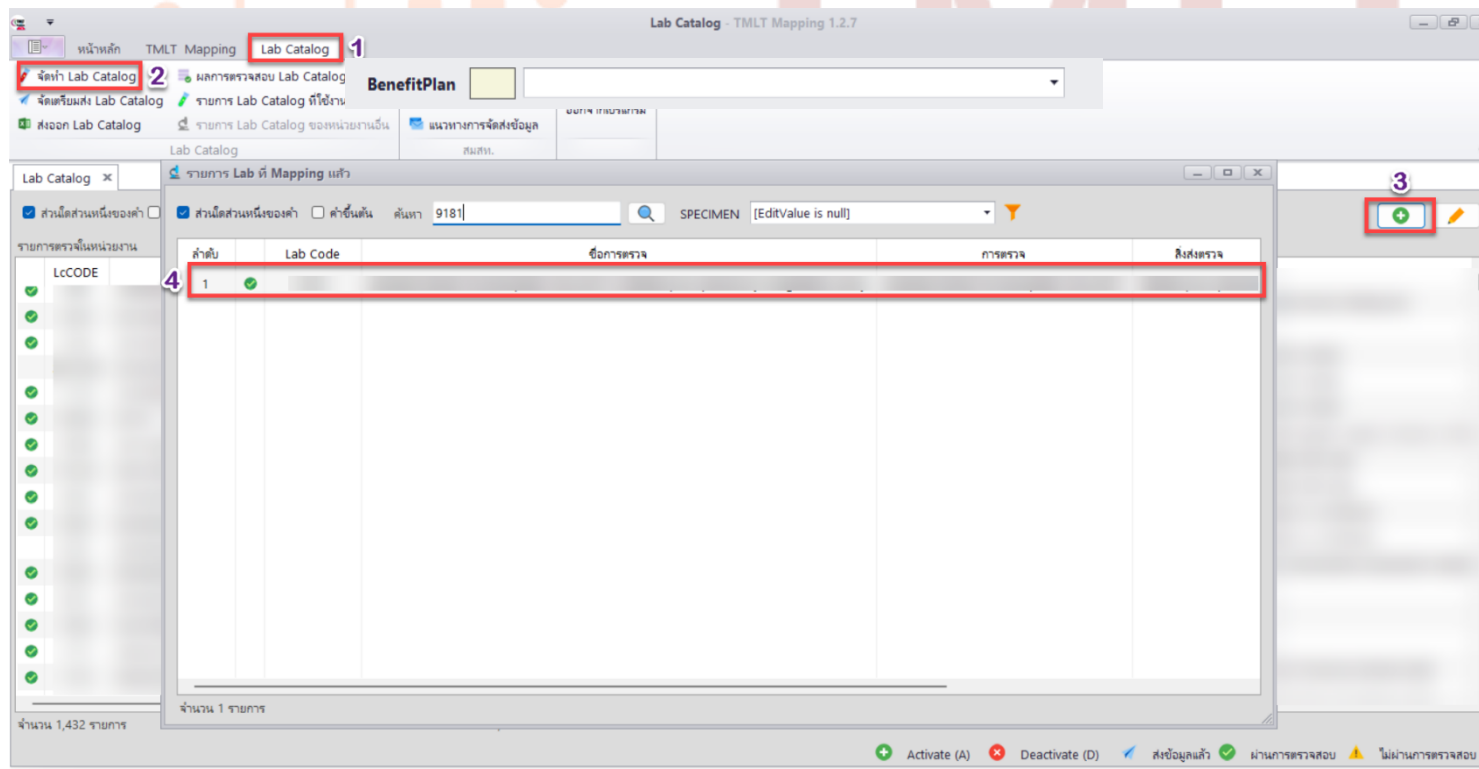 Lab Catalog - TMLT Mapping 1.2.7
หน้าหลัก TMLT Mapping Lab Catalog 1
จัดทำ Lab Catalog 2 ผลการตรวจสอบ Lab Catalog
BenefitPlan
จัดเตรียมส่ง Lab Catalog รายการ Lab Catalog ที่ใช้งาน
ส่งออก Lab Catalog รายการ Lab Catalog ของหน่วยงานอื่น แนวทางการจัดส่งข้อมูล
Lab Catalog สมสท.
Lab Catalog รายการ Lab ที่ Mapping แล้ว
3
ส่วนใดส่วนหนึ่งของคำ ส่วนใดส่วนหนึ่งของคำ คำขึ้นต้น ค้นหา 9181 SPECIMEN [EditValue is null]
รายการตรวจในหน่วยงาน
ลำดับ Lab Code ชื่อการตรวจ การตรวจ สิ่งส่งตรวจ
LcCODE
4 1
จำนวน 1 รายการ
จำนวน 1,432 รายการ
Activate (A) Deactivate (D) ส่งข้อมูลแล้ว ผ่านการตรวจสอบ ไม่ผ่านการตรวจสอบ